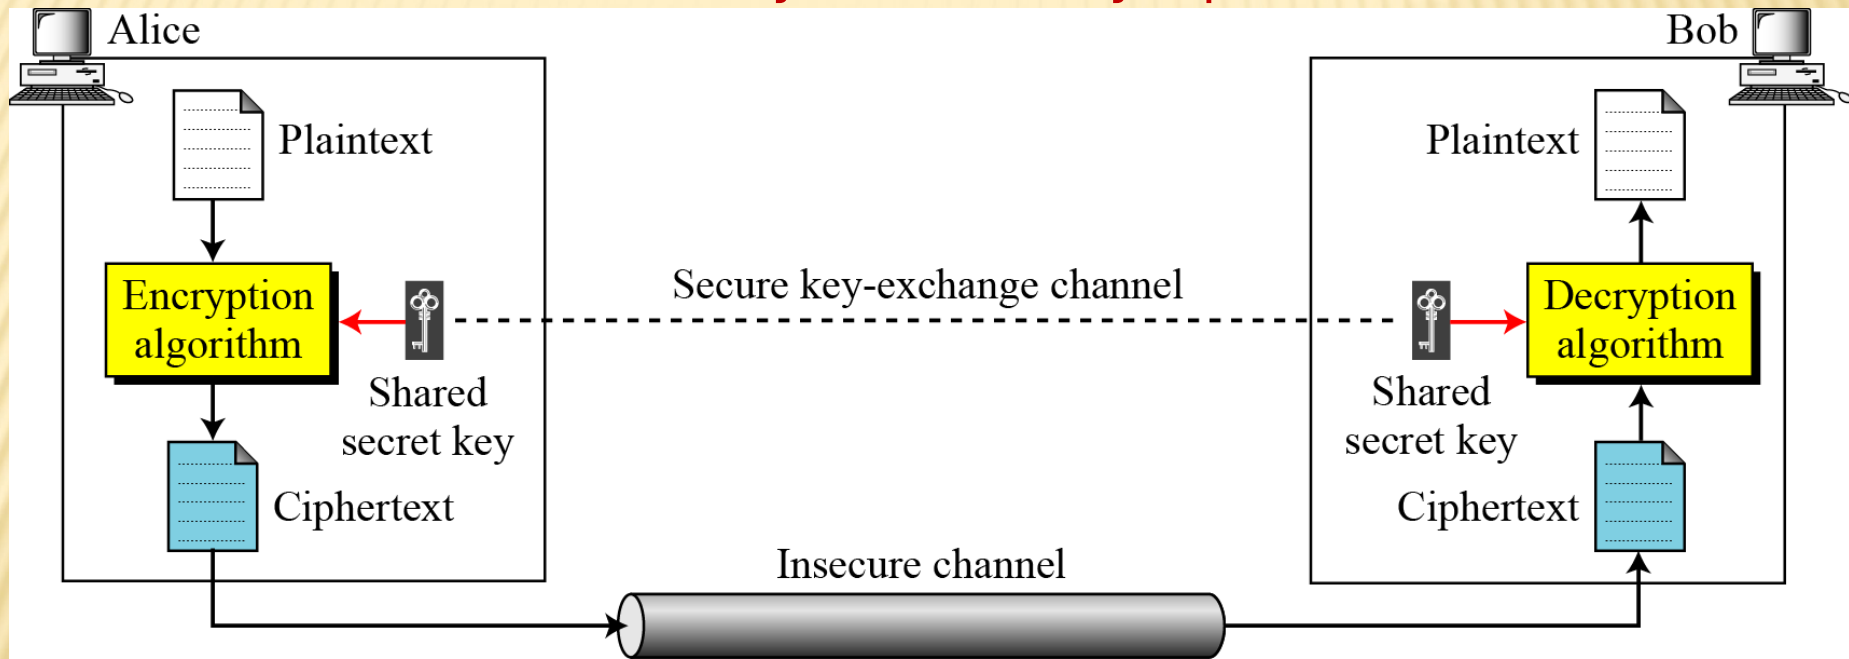 Alice
Bob
Plaintext
Plaintext
Encryption
algorithm
Secure key-exchange channel
Decryption
algorithm
Shared
secret key
Shared
secret key
Ciphertext
Ciphertext
Insecure channel